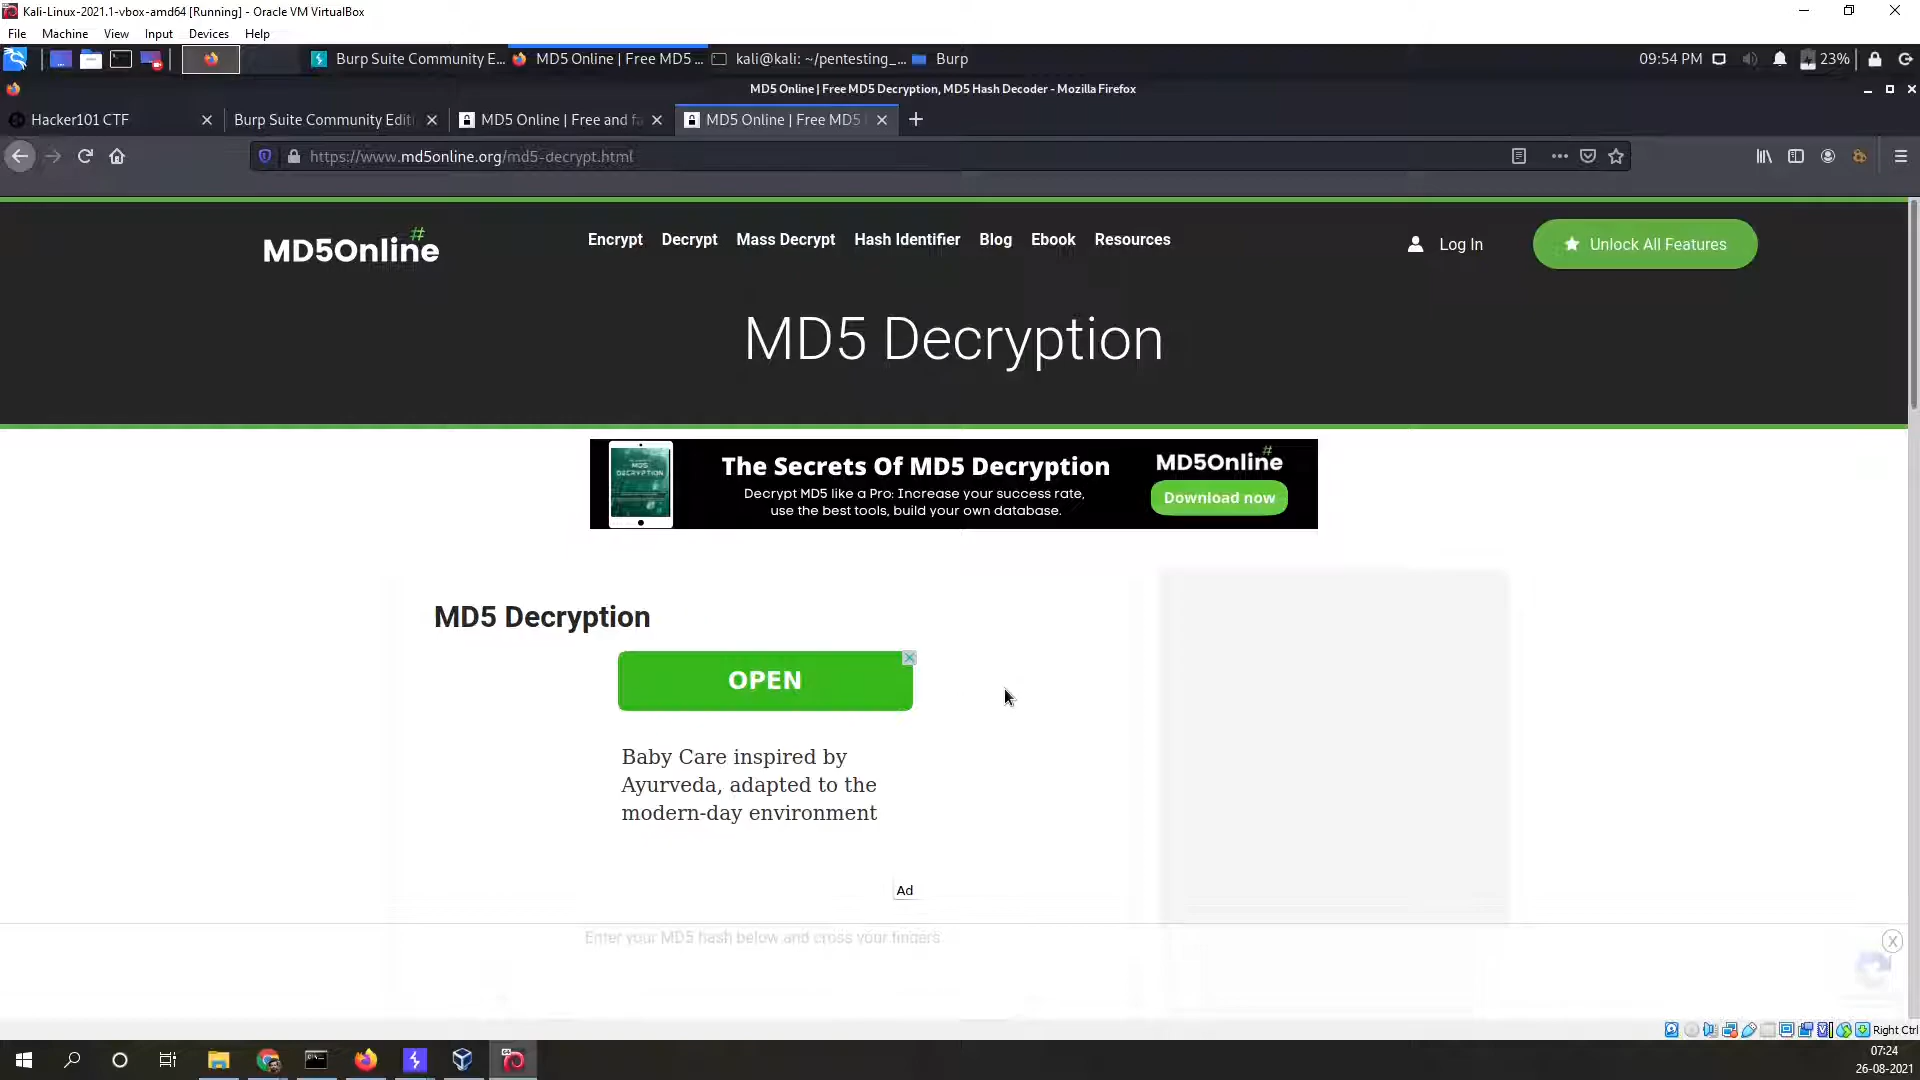 Kali-Linux-2021.1-vbox-amd64 [Running] - Oracle VM VirtualBox
File Machine View Input Devices Help
Burp Suite Community E... MD5 Online | Free MD5 ... kali@kali: ~/pentesting_... Burp 09:54 PM 23%
MD5 Online | Free MD5 Decryption, MD5 Hash Decoder - Mozilla Firefox
Hacker101 CTF Burp Suite Community Editi MD5 Online | Free and fa MD5 Online | Free MD5
https://www.md5online.org/md5-decrypt.html
MD5Online# Encrypt Decrypt Mass Decrypt Hash Identifier Blog Ebook Resources Log In Unlock All Features
MD5 Decryption
MD5 DECRYPTION
The Secrets Of MD5 Decryption
Decrypt MD5 like a Pro: Increase your success rate,
use the best tools, build your own database.
MD5Online#
Download now
MD5 Decryption
OPEN
Baby Care inspired by
Ayurveda, adapted to the
modern-day environment
Ad
Enter your MD5 hash below and cross your fingers
Right Ctrl
07:24
26-08-2021